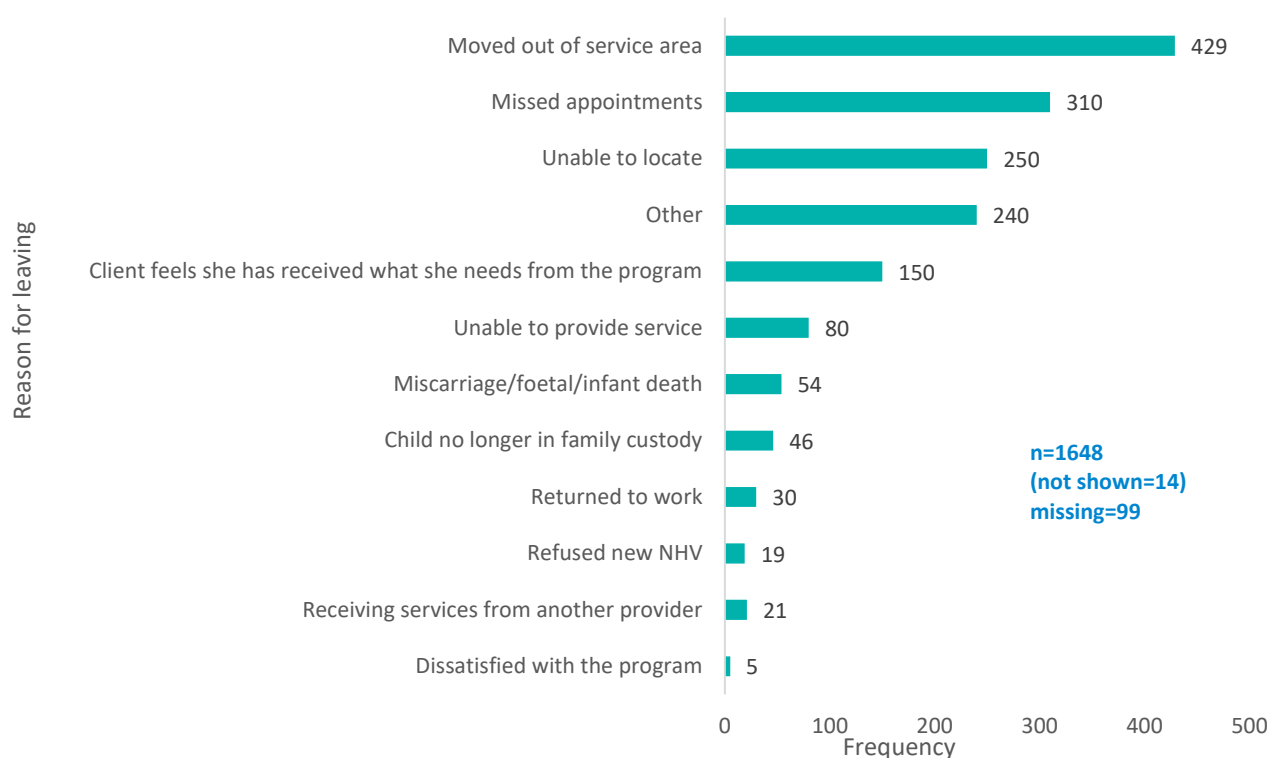 Reason for leaving
Moved out of service area 429
Missed appointments 310
Unable to locate 250
Other 240
Client feels she has received what she needs from the program 150
Unable to provide service 80
Miscarriage/foetal/infant death 54
Child no longer in family custody 46
n=1648
(not shown=14)
missing=99
Returned to work 30
Refused new NHV 19
Receiving services from another provider 21
Dissatisfied with the program 5
0 100 200 300 400 500
Frequency